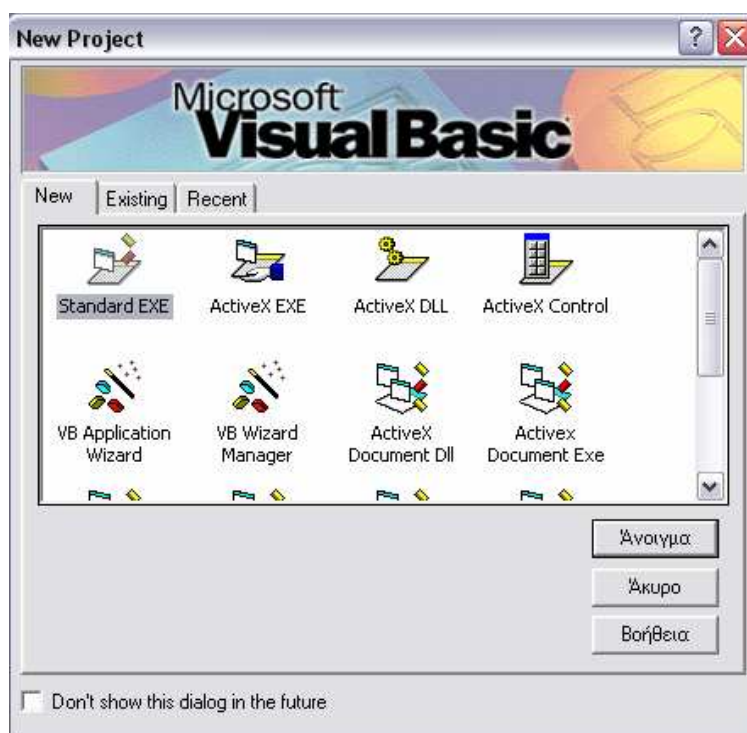 New Project
Microsoft
Visual Basic
New Existing Recent
Standard EXE ActiveX EXE ActiveX DLL ActiveX Control
VB Application Wizard
VB Wizard Manager
ActiveX Document Dll
Activex Document Exe
Άνοιγμα
Άκυρο
Βοήθεια
Don't show this dialog in the future